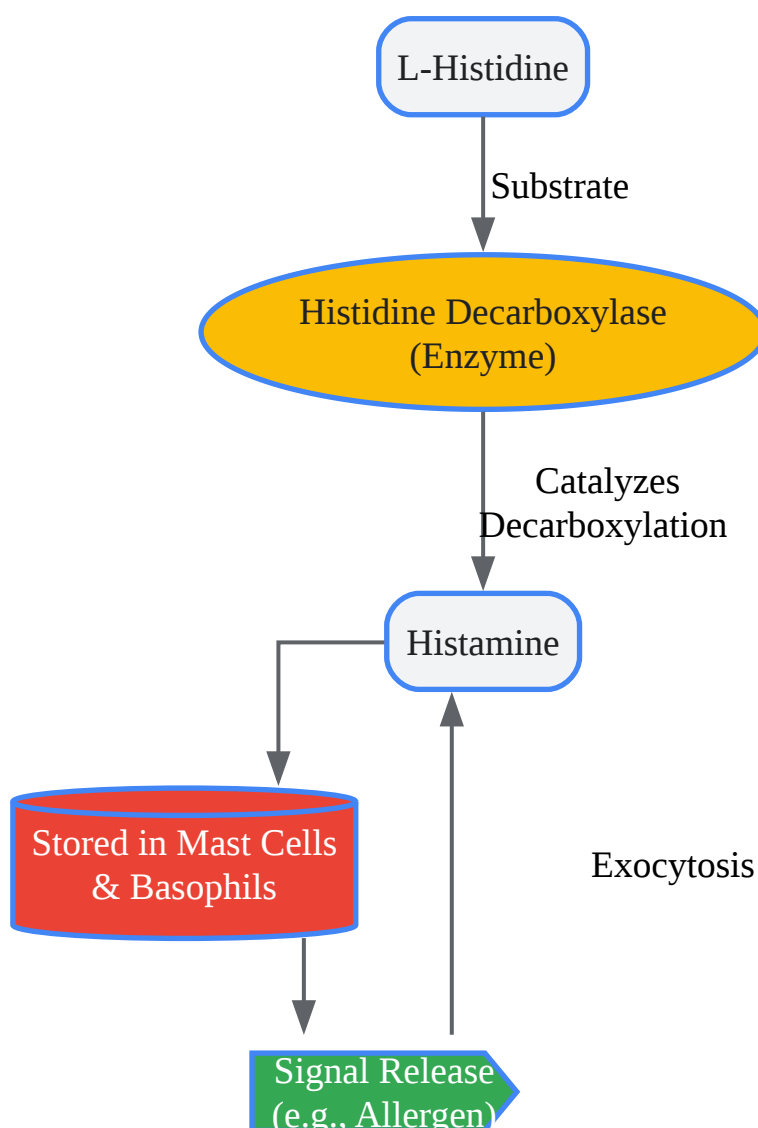 L-Histidine
Substrate
Histidine Decarboxylase
(Enzyme)
Catalyzes
Decarboxylation
Histamine
Stored in Mast Cells
& Basophils
Exocytosis
Signal Release
(e.g., Allergen)